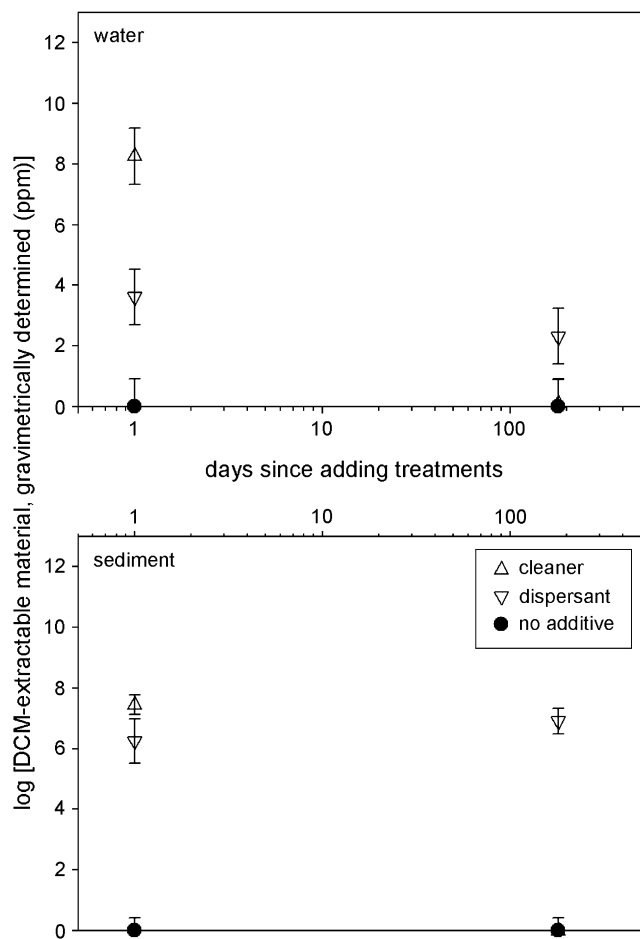 log [DCM-extractable material, gravimetrically determined (ppm)]
water
12
10
8
6
4
2
0
1 10 100
days since adding treatments
1 10 100
sediment
12
10
8
6
4
2
0
cleaner
dispersant
no additive